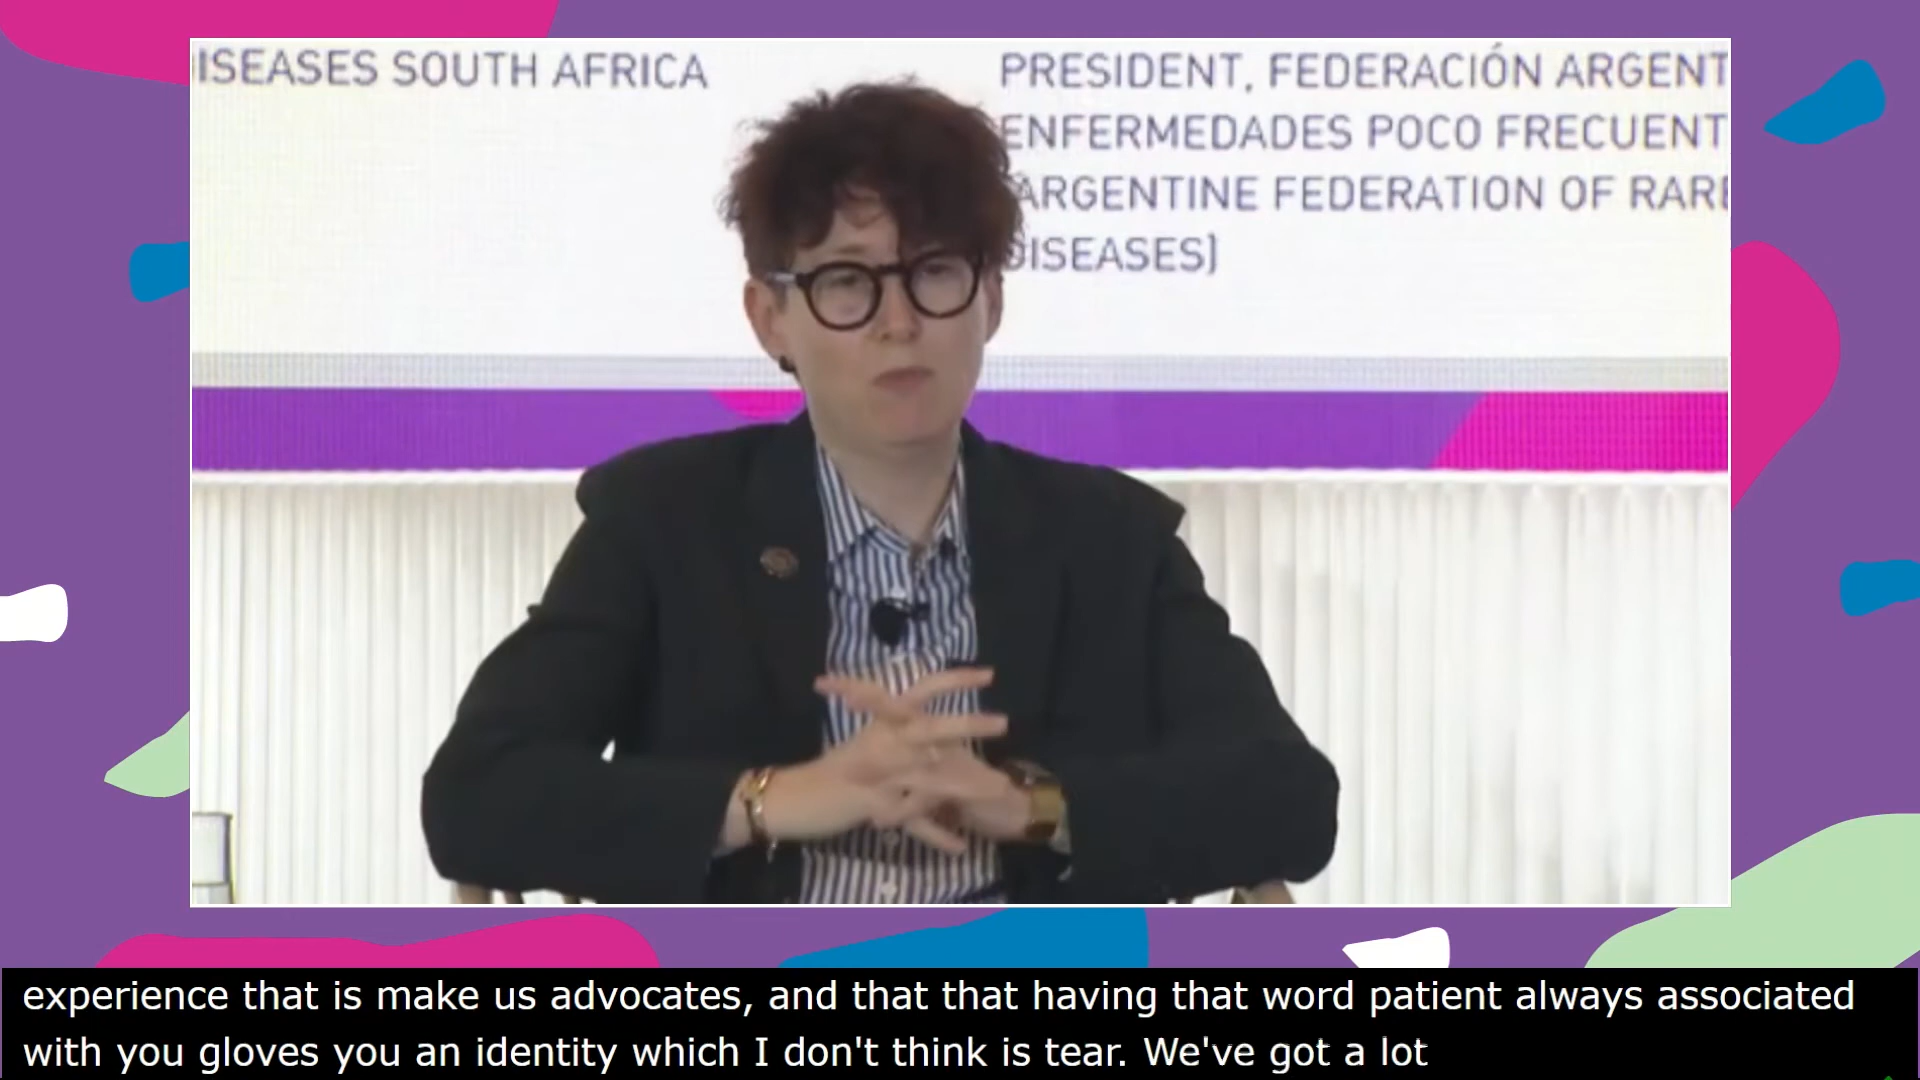 ISEASES SOUTH AFRICA
PRESIDENT, FEDERACIÓN ARGENT
ENFERMEDADES POCO FRECUENT
ARGENTINE FEDERATION OF RARE
DISEASES)
experience that is make us advocates, and that that having that word patient always associated
with you gloves you an identity which I don't think is tear. We've got a lot